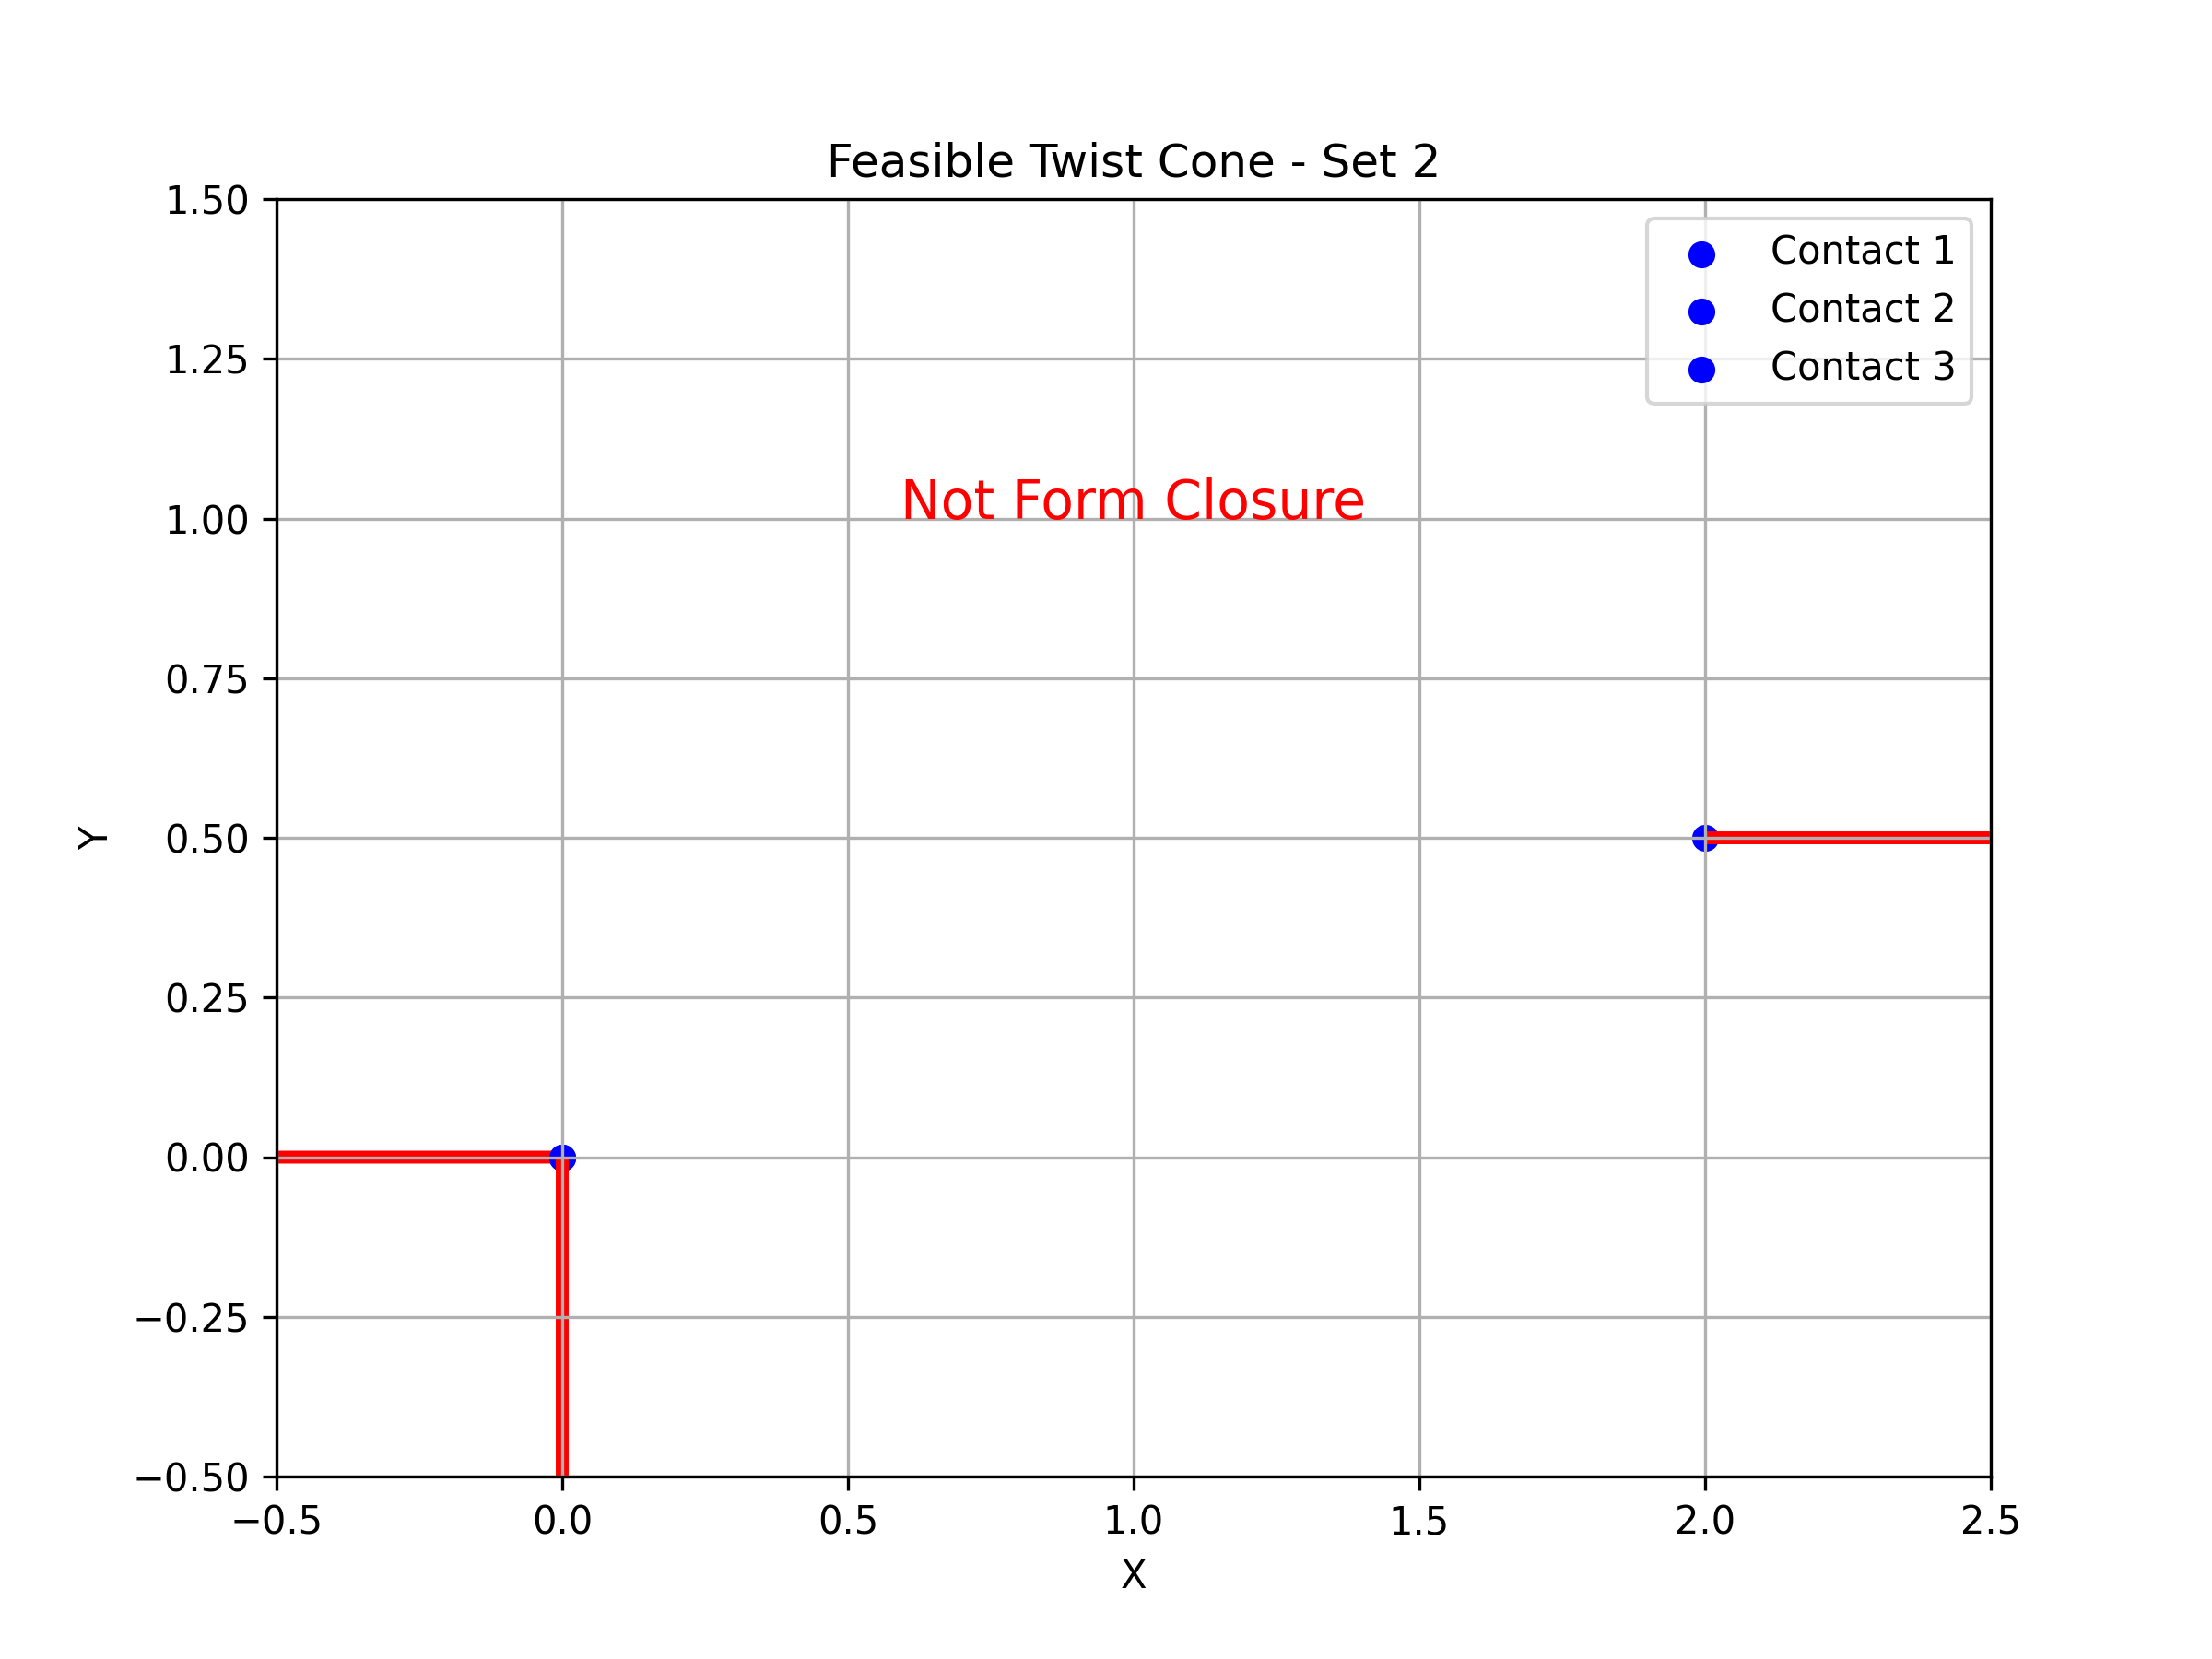 Feasible Twist Cone - Set 2
1.50
1.25
1.00
0.75
0.50
0.25
0.00
−0.25
−0.50
Y
Contact 1
Contact 2
Contact 3
Not Form Closure
−0.5 0.0 0.5 1.0 1.5 2.0 2.5
X